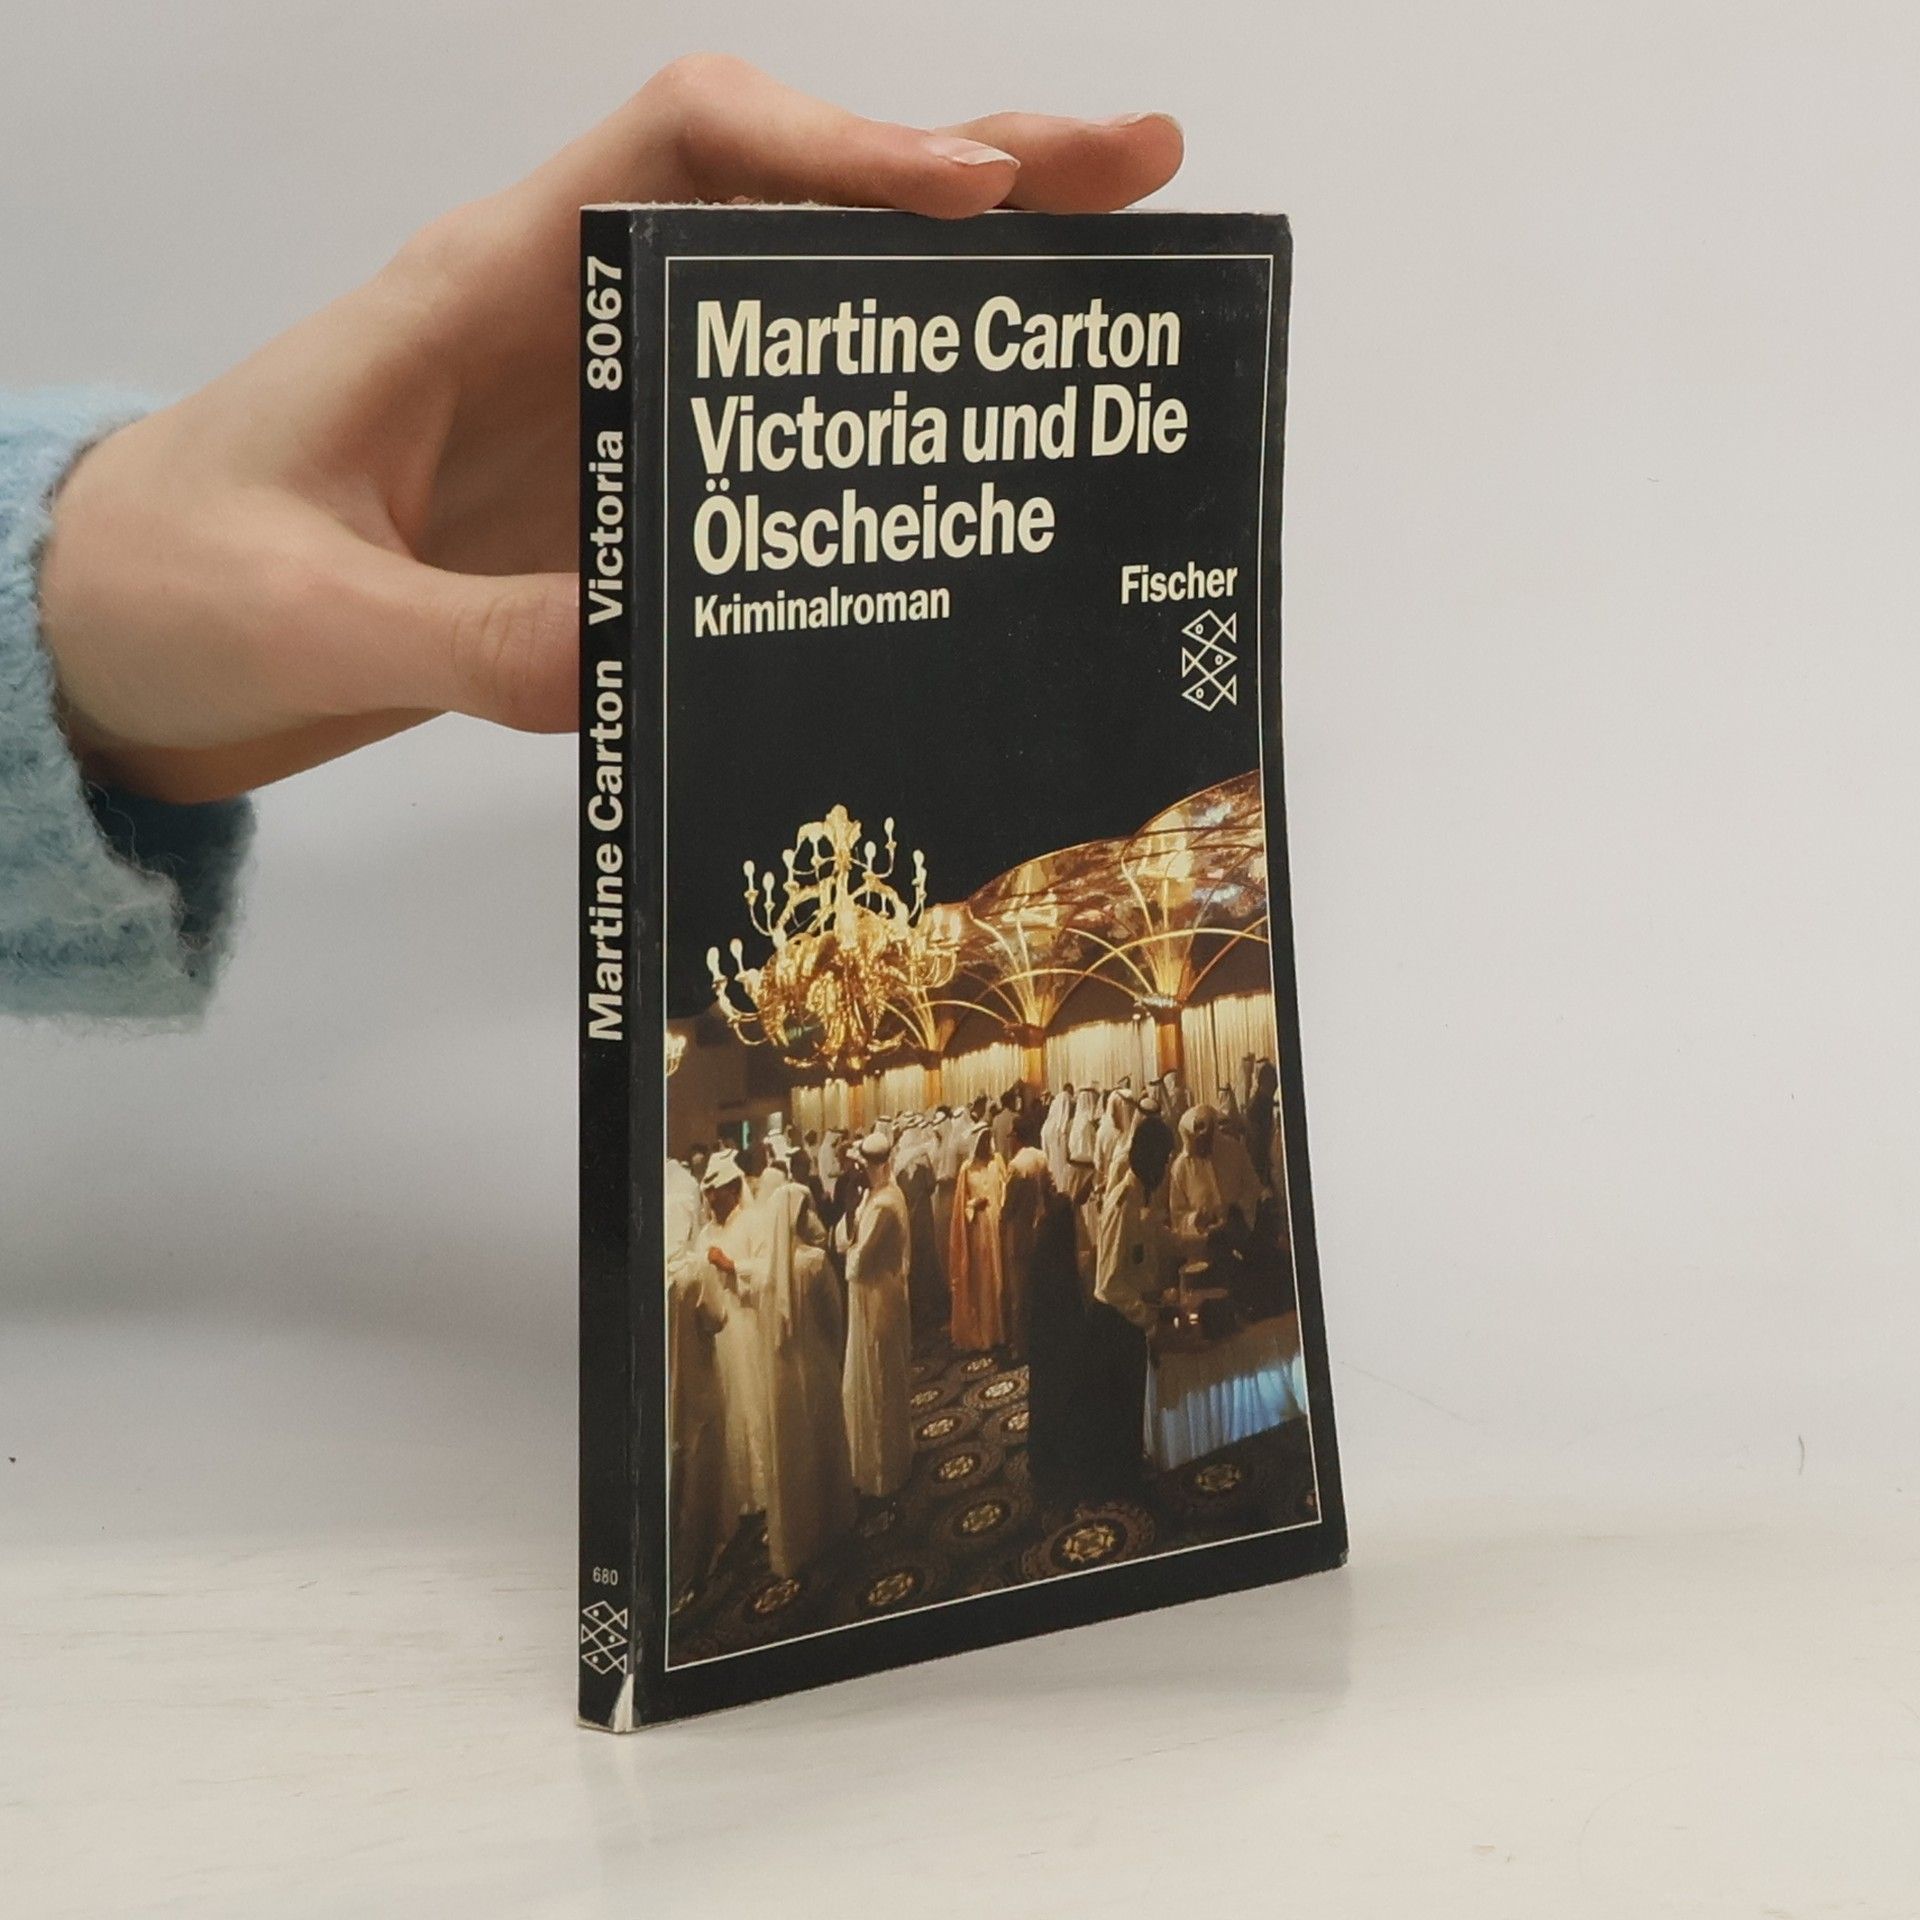 Martine Carton
Victoria und Die
Ölscheiche
Kriminalroman
Fischer
Martine Carton Victoria 8067
680